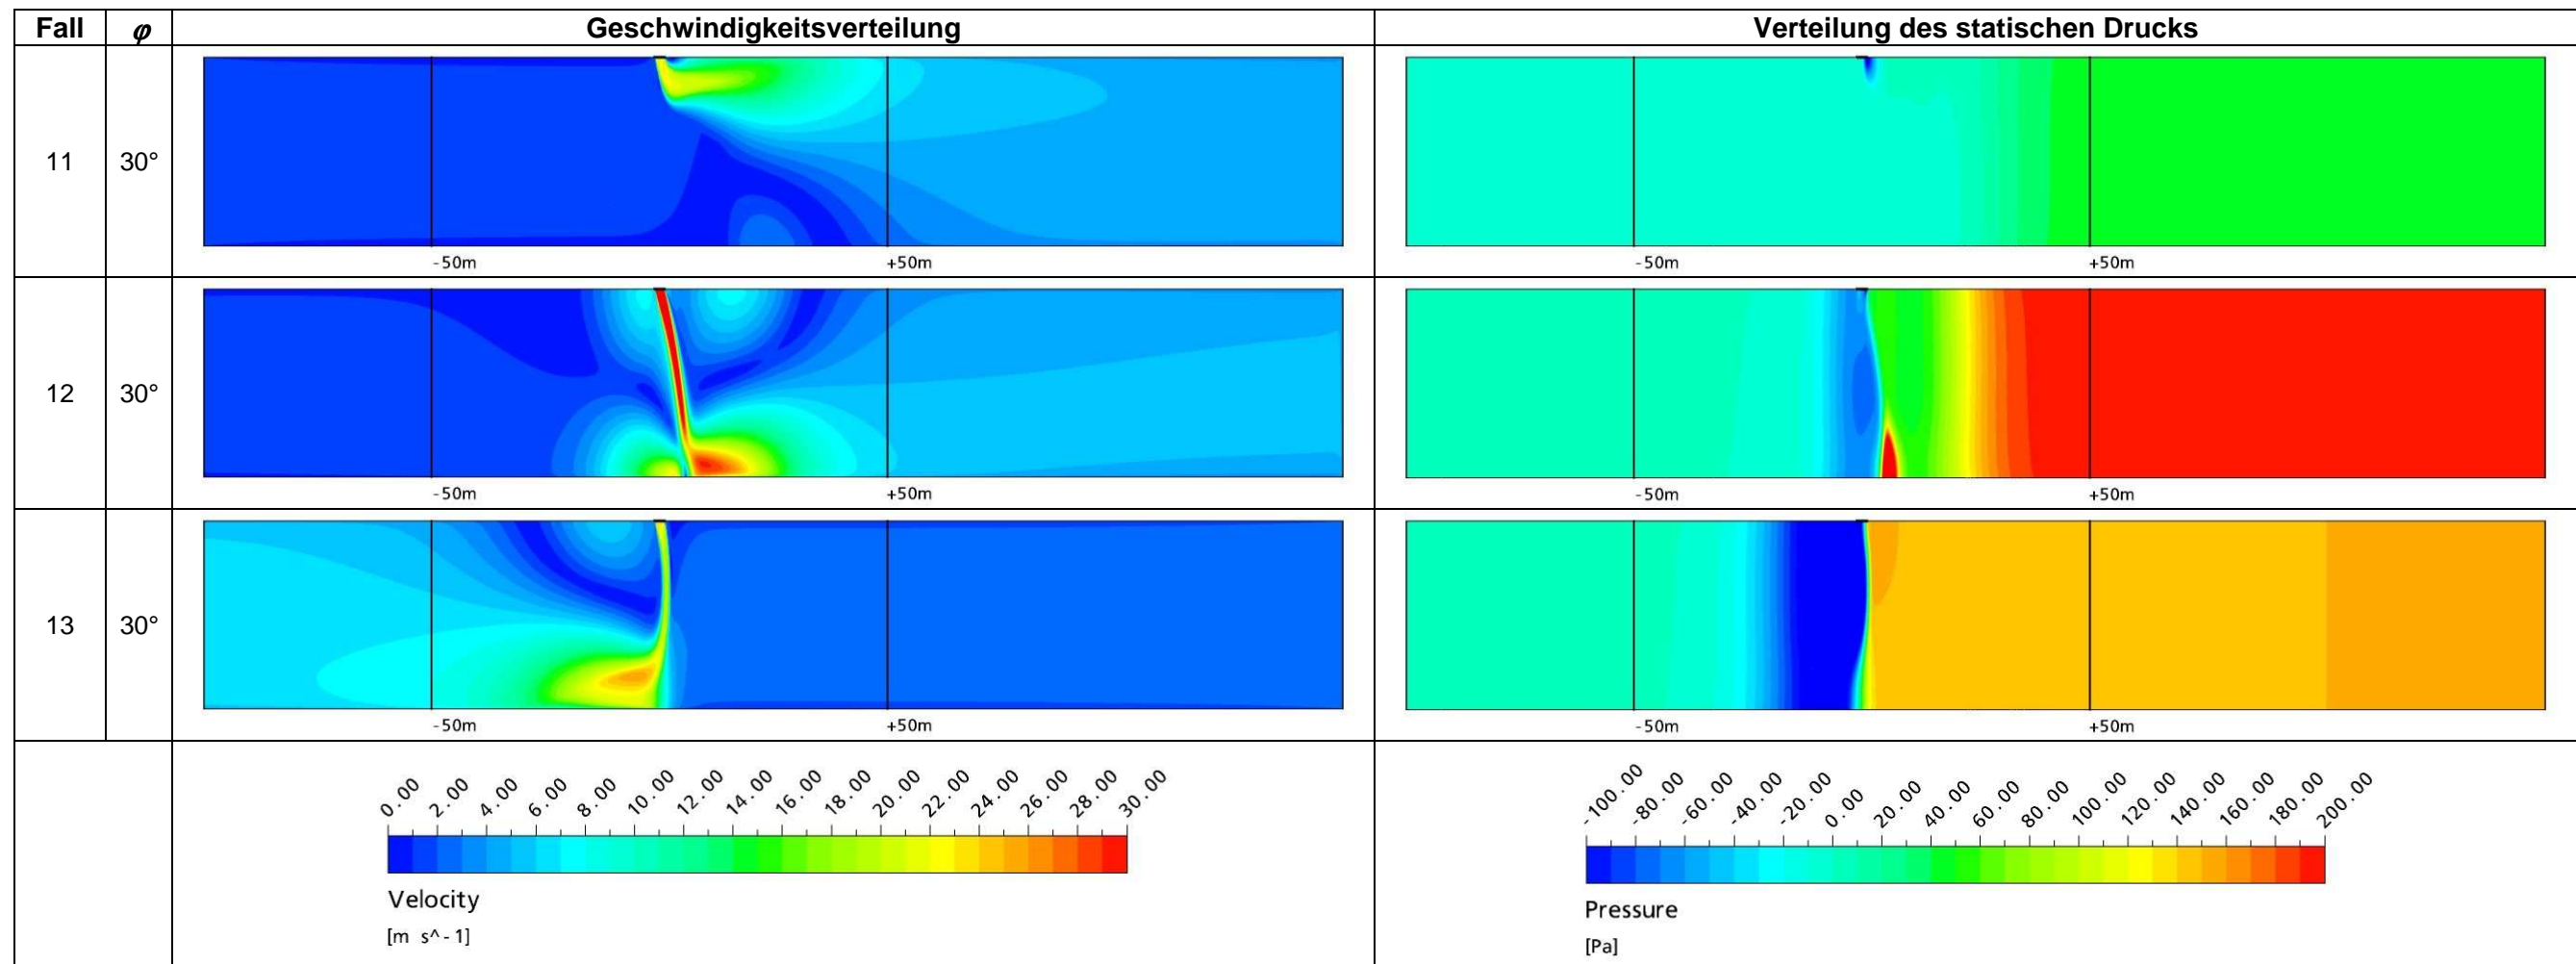 Fall φ Geschwindigkeitsverteilung Verteilung des statischen Drucks
11 30°
-50m +50m -50m +50m
12 30°
-50m +50m -50m +50m
13 30°
-50m +50m -50m +50m
0.00 2.00 4.00 6.00 8.00 10.00 12.00 14.00 16.00 18.00 20.00 22.00 24.00 26.00 28.00 30.00
Velocity
[m s^-1]
-100.00 -80.00 -60.00 -40.00 -20.00 0.00 20.00 40.00 60.00 80.00 100.00 120.00 140.00 160.00 180.00 200.00
Pressure
[Pa]